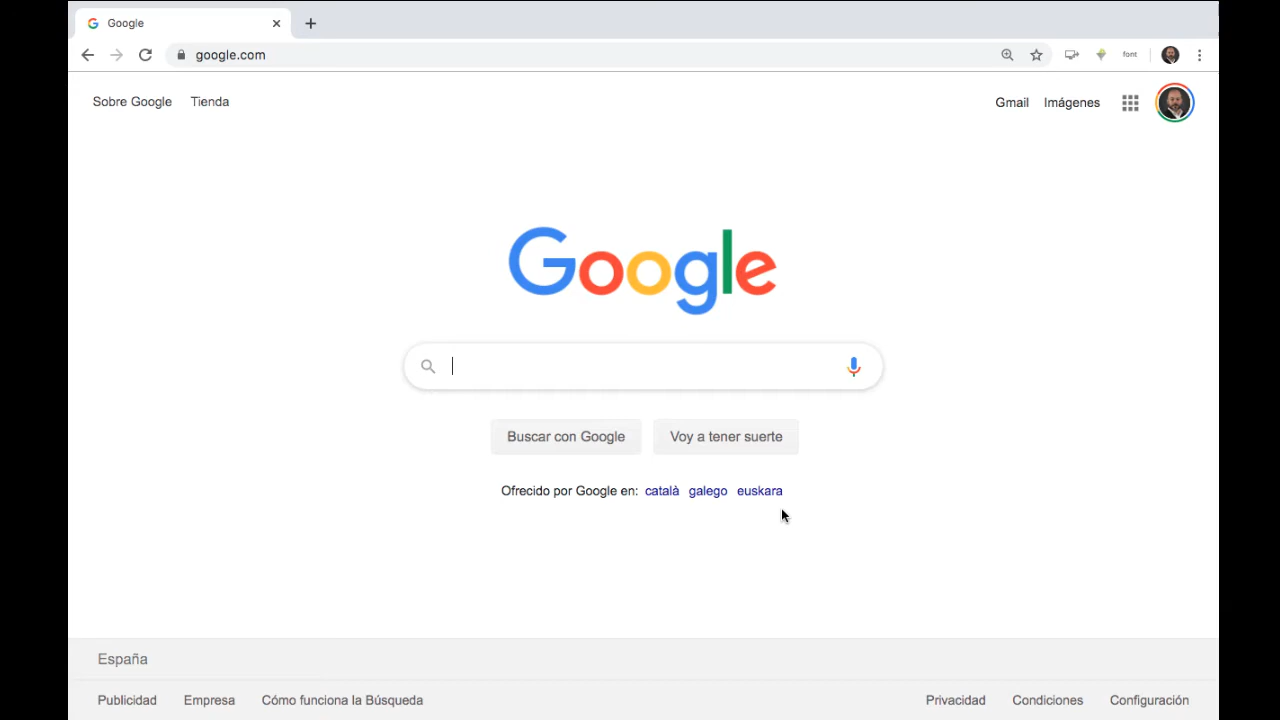 Google
google.com
font
Sobre Google Tienda
Gmail Imágenes
Google
Buscar con Google Voy a tener suerte
Ofrecido por Google en: català galego euskara
España
Publicidad Empresa Cómo funciona la Búsqueda
Privacidad Condiciones Configuración